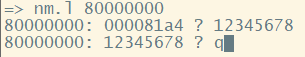 => nm.l 80000000
80000000: 000081a4 ? 12345678
80000000: 12345678 ? q